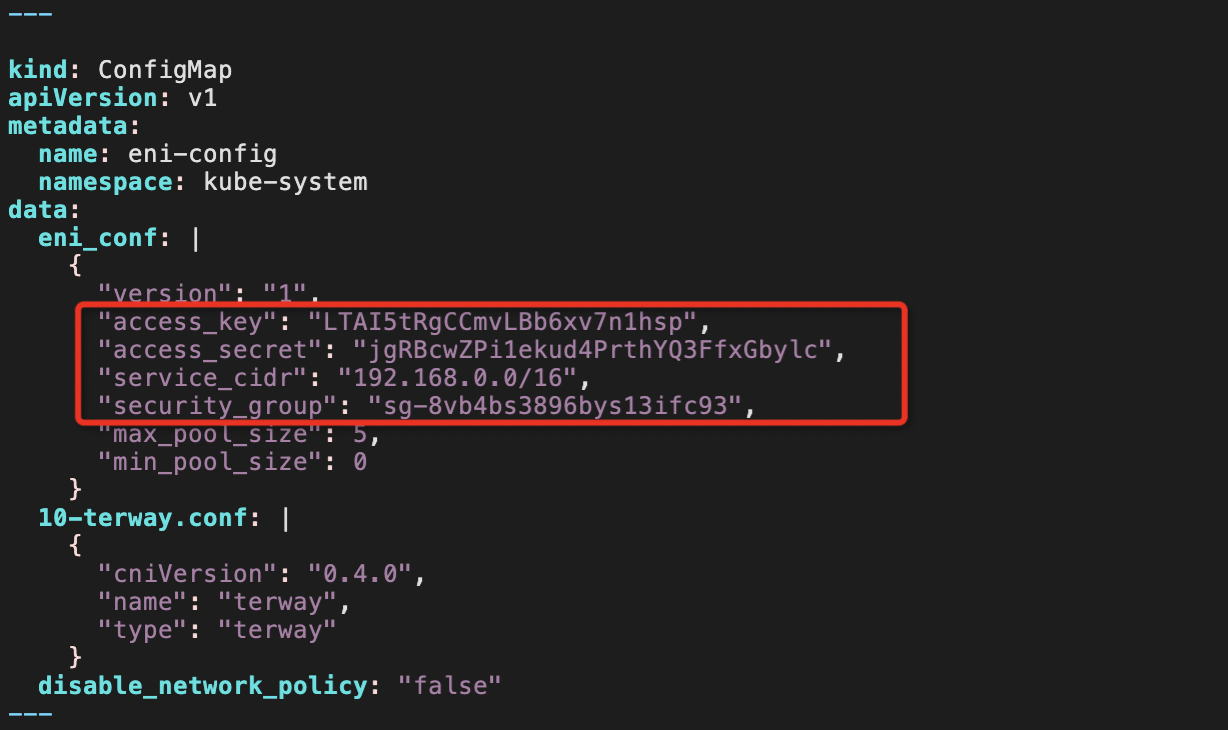 ---
kind: ConfigMap
apiVersion: v1
metadata:
  name: eni-config
  namespace: kube-system
data:
  eni_conf: |
    {
      "version": "1",
      "access_key": "LTAI5tRgCCmvLBb6xv7n1hsp",
      "access_secret": "jgRBcwZPi1ekud4PrthYQ3FfxGbylc",
      "service_cidr": "192.168.0.0/16",
      "security_group": "sg-8vb4bs3896bys13ifc93",
      "max_pool_size": 5,
      "min_pool_size": 0
    }
  10-terway.conf: |
    {
      "cniVersion": "0.4.0",
      "name": "terway",
      "type": "terway"
    }
  disable_network_policy: "false"
---